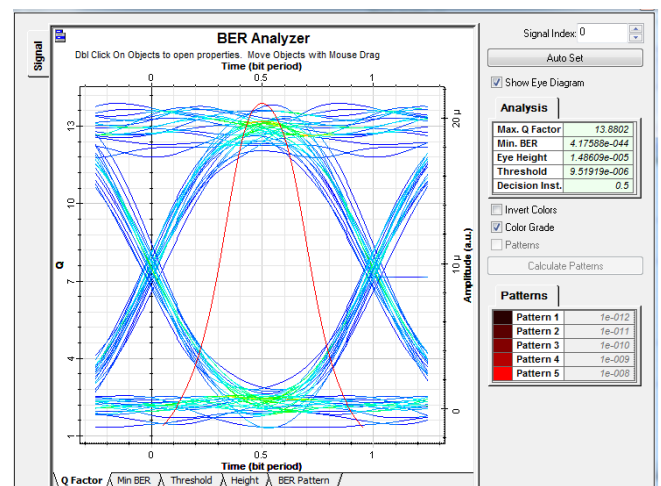 Signal
BER Analyzer
Dbl Click On Objects to open properties. Move Objects with Mouse Drag
Time (bit period)
0 0.5 1
Q
13
10
7
4
1
20 µ
10 µ
0
Amplitude (a.u.)
0 0.5 1
Time (bit period)
Q Factor Min BER Threshold Height BER Pattern
Signal Index: 0
Auto Set
Show Eye Diagram
Analysis
Max. Q Factor 13.8802
Min. BER 4.17588e-044
Eye Height 1.48609e-005
Threshold 9.51919e-006
Decision Inst. 0.5
Invert Colors
Color Grade
Patterns
Calculate Patterns
Patterns
Pattern 1 1e-012
Pattern 2 1e-011
Pattern 3 1e-010
Pattern 4 1e-009
Pattern 5 1e-008